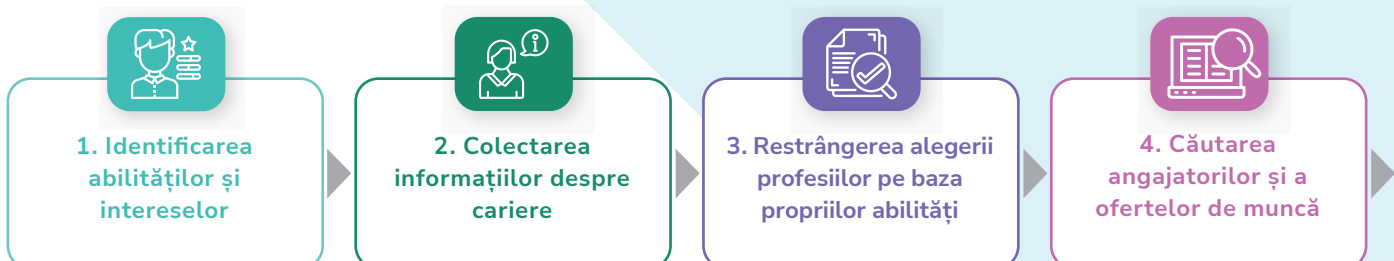 1. Identificarea
abilităților și
intereselor
2. Colectarea
informațiilor despre
cariere
3. Restrângerea alegerii
profesiilor pe baza
propriilor abilități
4. Căutarea
angajatorilor și a
ofertelor de muncă